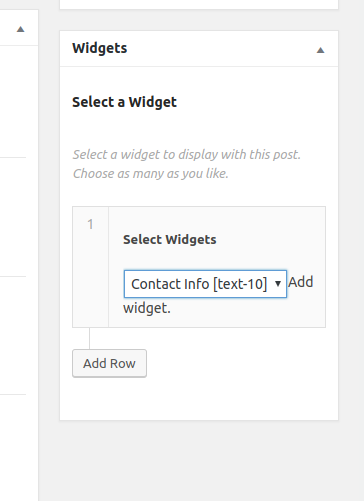 Widgets
Select a Widget
Select a widget to display with this post.
Choose as many as you like.
1
Select Widgets
Contact Info [text-10] Add
widget.
Add Row